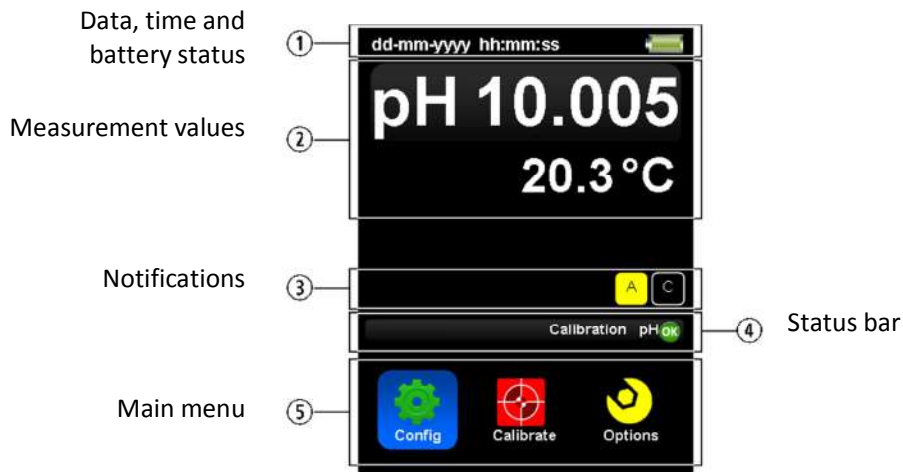 Data, time and
battery status
1
dd-mm-yyyy hh:mm:ss
Measurement values
2
pH 10.005
20.3 °C
Notifications
3
A C
Calibration pH OK
4
Status bar
Main menu
5
Config Calibrate Options